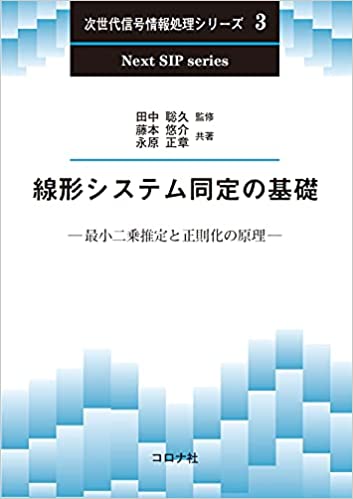 次世代信号情報処理シリーズ 3
Next SIP series
田中 聡久 監修
藤本 悠介
永原 正章 共著
線形システム同定の基礎
—最小二乗推定と正則化の原理—
コロナ社